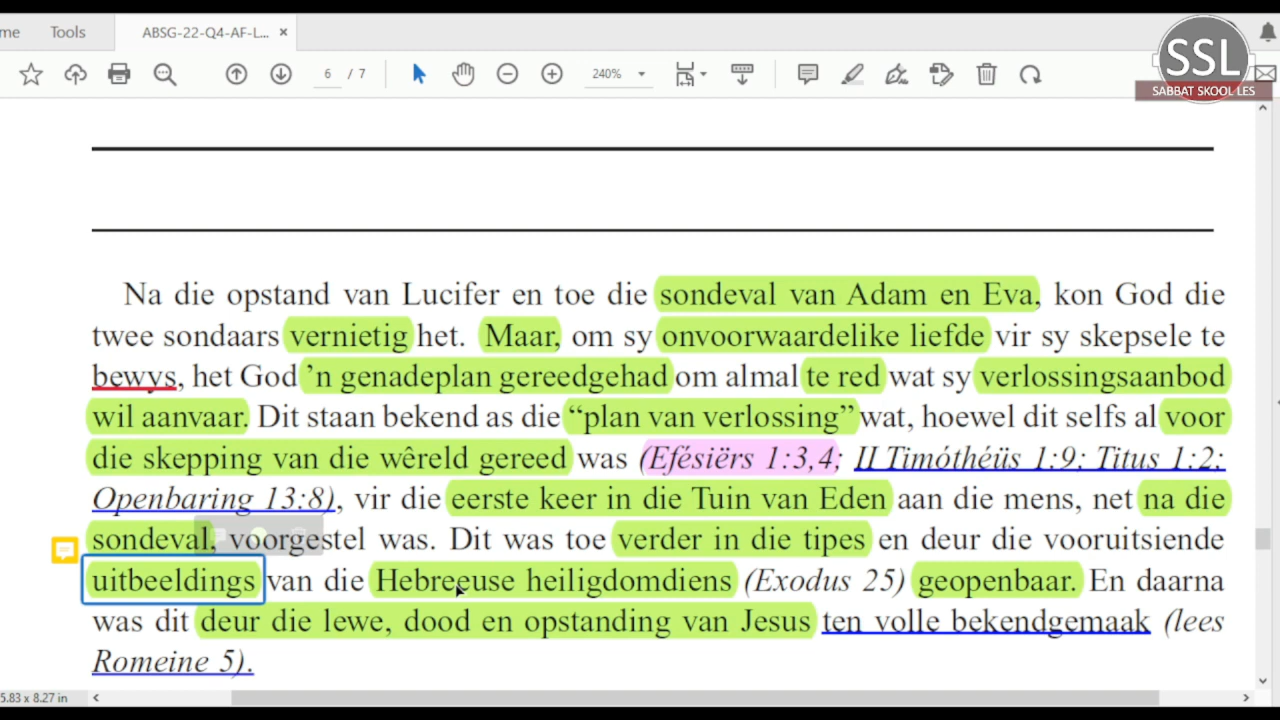 me Tools ABSG-22-Q4-AF-L... ×
6 / 7 240%
SSL
SABBAT SKOOL LES
Na die opstand van Lucifer en toe die sondeval van Adam en Eva, kon God die
twee sondaars vernietig het. Maar, om sy onvoorwaardelike liefde vir sy skepsele te
bewys, het God ’n genadeplan gereedgehad om almal te red wat sy verlossingsaanbod
wil aanvaar. Dit staan bekend as die “plan van verlossing” wat, hoewel dit selfs al voor
die skepping van die wêreld gereed was (Efésiërs 1:3,4; II Timóthéüs 1:9; Titus 1:2;
Openbaring 13:8), vir die eerste keer in die Tuin van Eden aan die mens, net na die
sondeval, voorgestel was. Dit was toe verder in die tipes en deur die vooruitsiende
uitbeeldings van die Hebreeuse heiligdomdiens (Exodus 25) geopenbaar. En daarna
was dit deur die lewe, dood en opstanding van Jesus ten volle bekendgemaak (lees
Romeine 5).
5.83 x 8.27 in